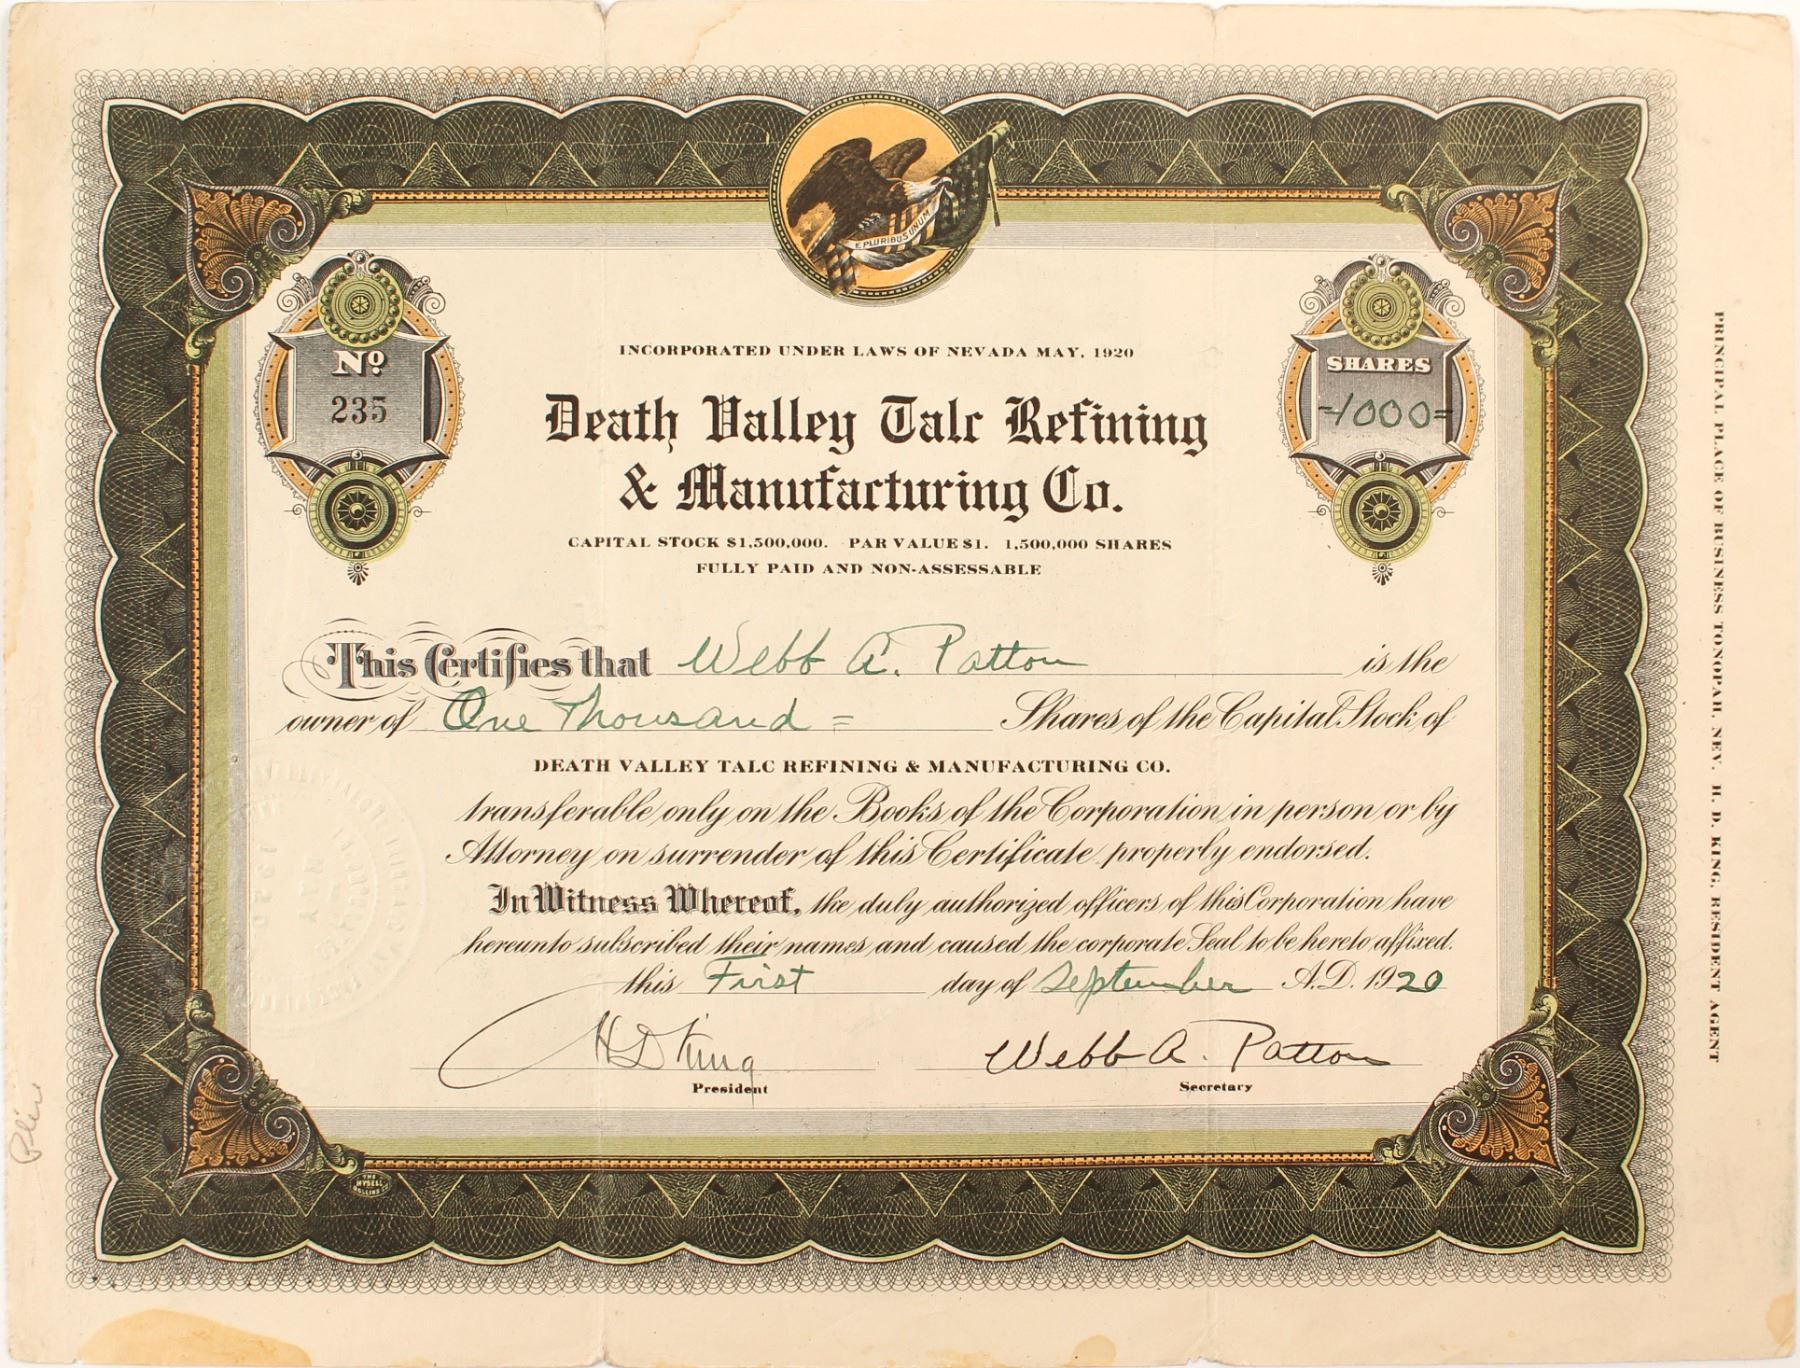 E PLURIBUS UNUM
INCORPORATED UNDER LAWS OF NEVADA MAY, 1920
Nº
235
SHARES
=1000=
Death Valley Talc Refining
& Manufacturing Co.
CAPITAL STOCK $1,500,000. PAR VALUE $1. 1,500,000 SHARES
FULLY PAID AND NON-ASSESSABLE
This Certifies that Webb A. Patton is the
owner of One Thousand = Shares of the Capital Stock of
DEATH VALLEY TALC REFINING & MANUFACTURING CO.
transferable only on the Books of the Corporation in person or by
Attorney on surrender of this Certificate properly endorsed.
In Witness Whereof, the duly authorized officers of this Corporation have
hereunto subscribed their names and caused the corporate Seal to be hereto affixed.
this First day of September A.D. 1920
H D King
President
Webb A. Patton
Secretary
MAY
1920
PRINCIPAL PLACE OF BUSINESS TONOPAH, NEV. H. D. KING, RESIDENT AGENT